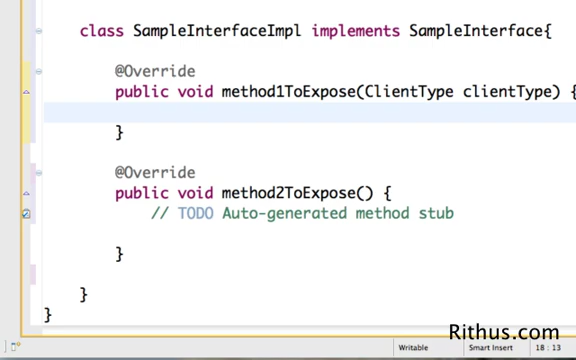 class SampleInterfaceImpl implements SampleInterface{
@Override
public void method1ToExpose(ClientType clientType) {
}
@Override
public void method2ToExpose() {
// TODO Auto-generated method stub
}
}
}
Rithus.com
Writable
Smart Insert
18 : 13